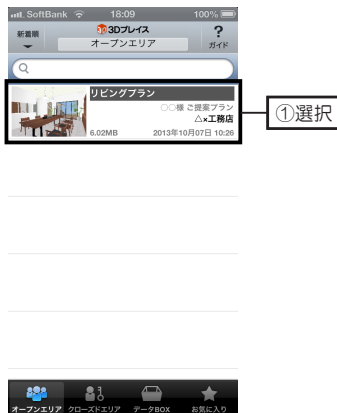 SoftBank 18:09 100%
新着順 3Dプレイス ?
オープンエリア ガイド
リビングプラン
○○様 ご提案プラン
△×工務店
6.02MB 2013年10月07日 10:26
①選択
オープンエリア クローズドエリア データBOX お気に入り